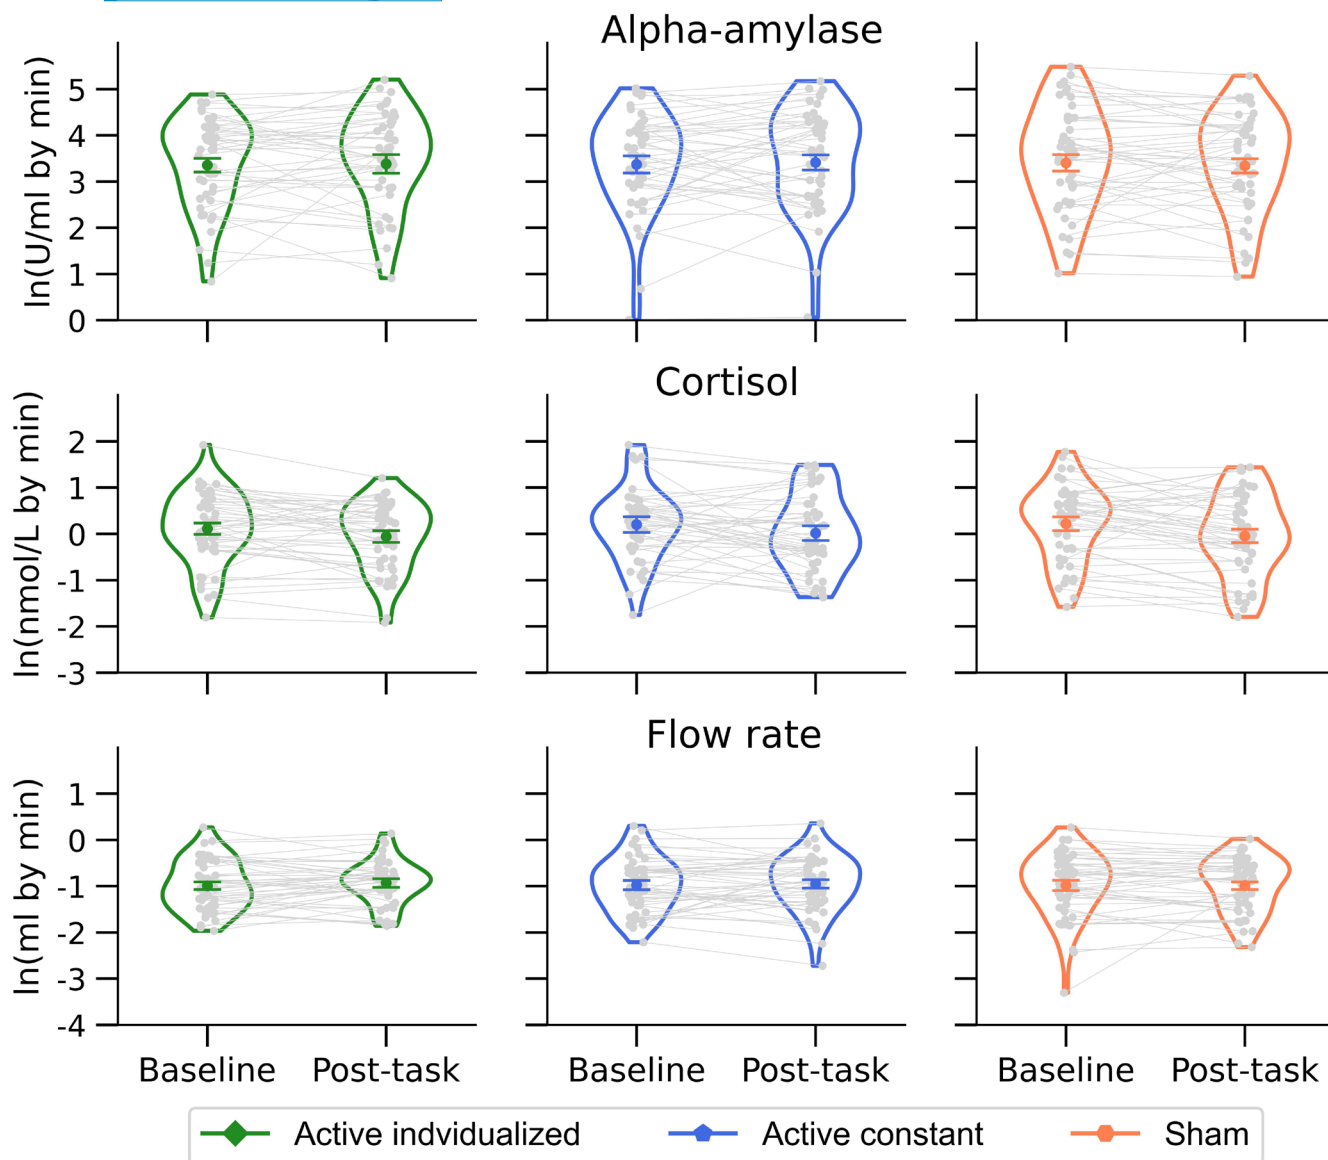 Alpha-amylase
ln(U/ml by min)
5
4
3
2
1
0
Cortisol
ln(nmol/L by min)
2
1
0
-1
-2
-3
Flow rate
ln(ml by min)
1
0
-1
-2
-3
-4
Baseline Post-task Baseline Post-task Baseline Post-task
Active indvidualized Active constant Sham